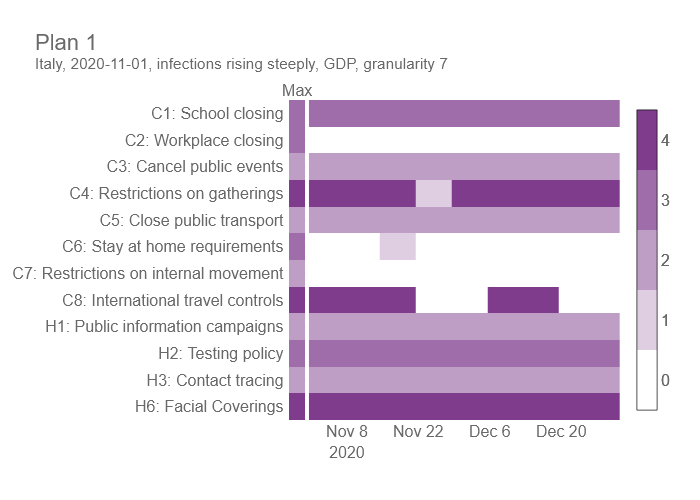 Plan 1
Italy, 2020-11-01, infections rising steeply, GDP, granularity 7
Max
C1: School closing
C2: Workplace closing
C3: Cancel public events
C4: Restrictions on gatherings
C5: Close public transport
C6: Stay at home requirements
C7: Restrictions on internal movement
C8: International travel controls
H1: Public information campaigns
H2: Testing policy
H3: Contact tracing
H6: Facial Coverings
Nov 8 Nov 22 Dec 6 Dec 20
2020
4
3
2
1
0